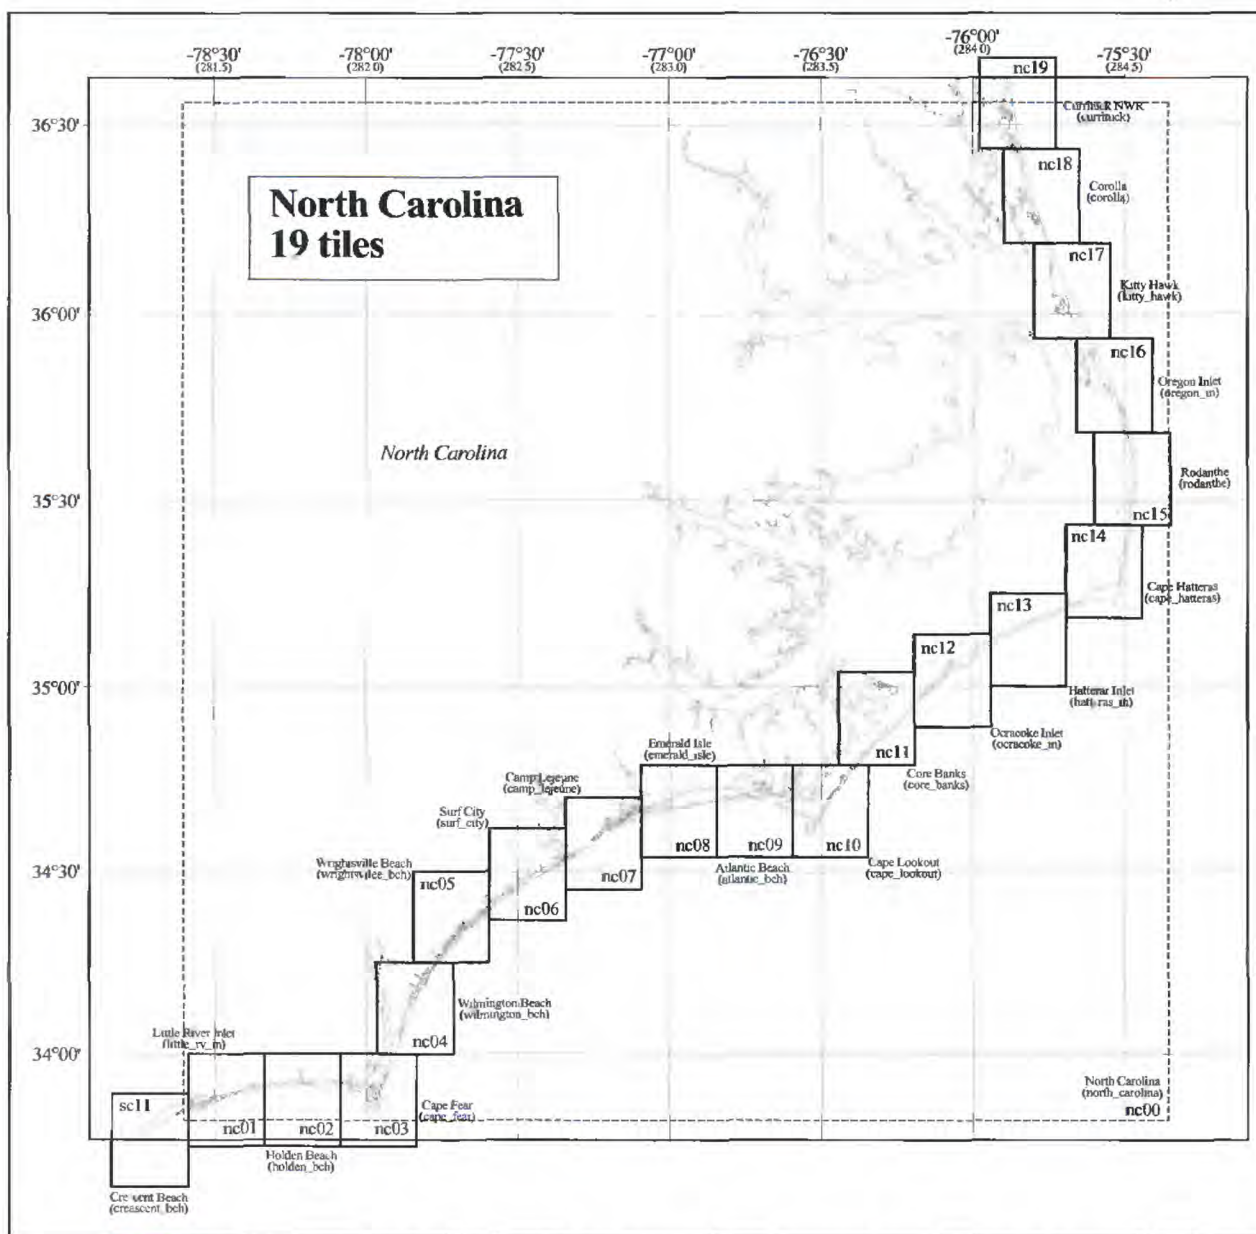 -78°30'
(281.5)
-78°00'
(282.0)
-77°30'
(282.5)
-77°00'
(283.0)
-76°30'
(283.5)
-76°00'
(284.0)
-75°30'
(284.5)
nc19
Currituck NWR
(currituck)
36°30'
nc18
Corolla
(corolla)
North Carolina
19 tiles
nc17
Kitty Hawk
(kitty_hawk)
36°00'
nc16
Oregon Inlet
(oregon_in)
North Carolina
Rodanthe
(rodanthe)
35°30'
nc15
nc14
Cape Hatteras
(cape_hatteras)
nc13
nc12
35°00'
Hatteras Inlet
(hatteras_in)
Ocracoke Inlet
(ocracoke_in)
Emerald Isle
(emerald_isle)
nc11
Core Banks
(core_banks)
Camp Lejeune
(camp_lejeune)
Surf City
(surf_city)
nc08
nc09
nc10
Wrightsville Beach
34°30'
nc05
nc07
Atlantic Beach
(atlantic_bch)
Cape Lookout
(cape_lookout)
nc06
Wilmington Beach
(wilmington_bch)
nc04
Little River Inlet
(little_rv_in)
34°00'
sc11
North Carolina
(north_carolina)
nc00
Cape Fear
(cape_fear)
nc01
nc02
nc03
Holden Beach
(holden_bch)
Crescent Beach
(creascent_bch)